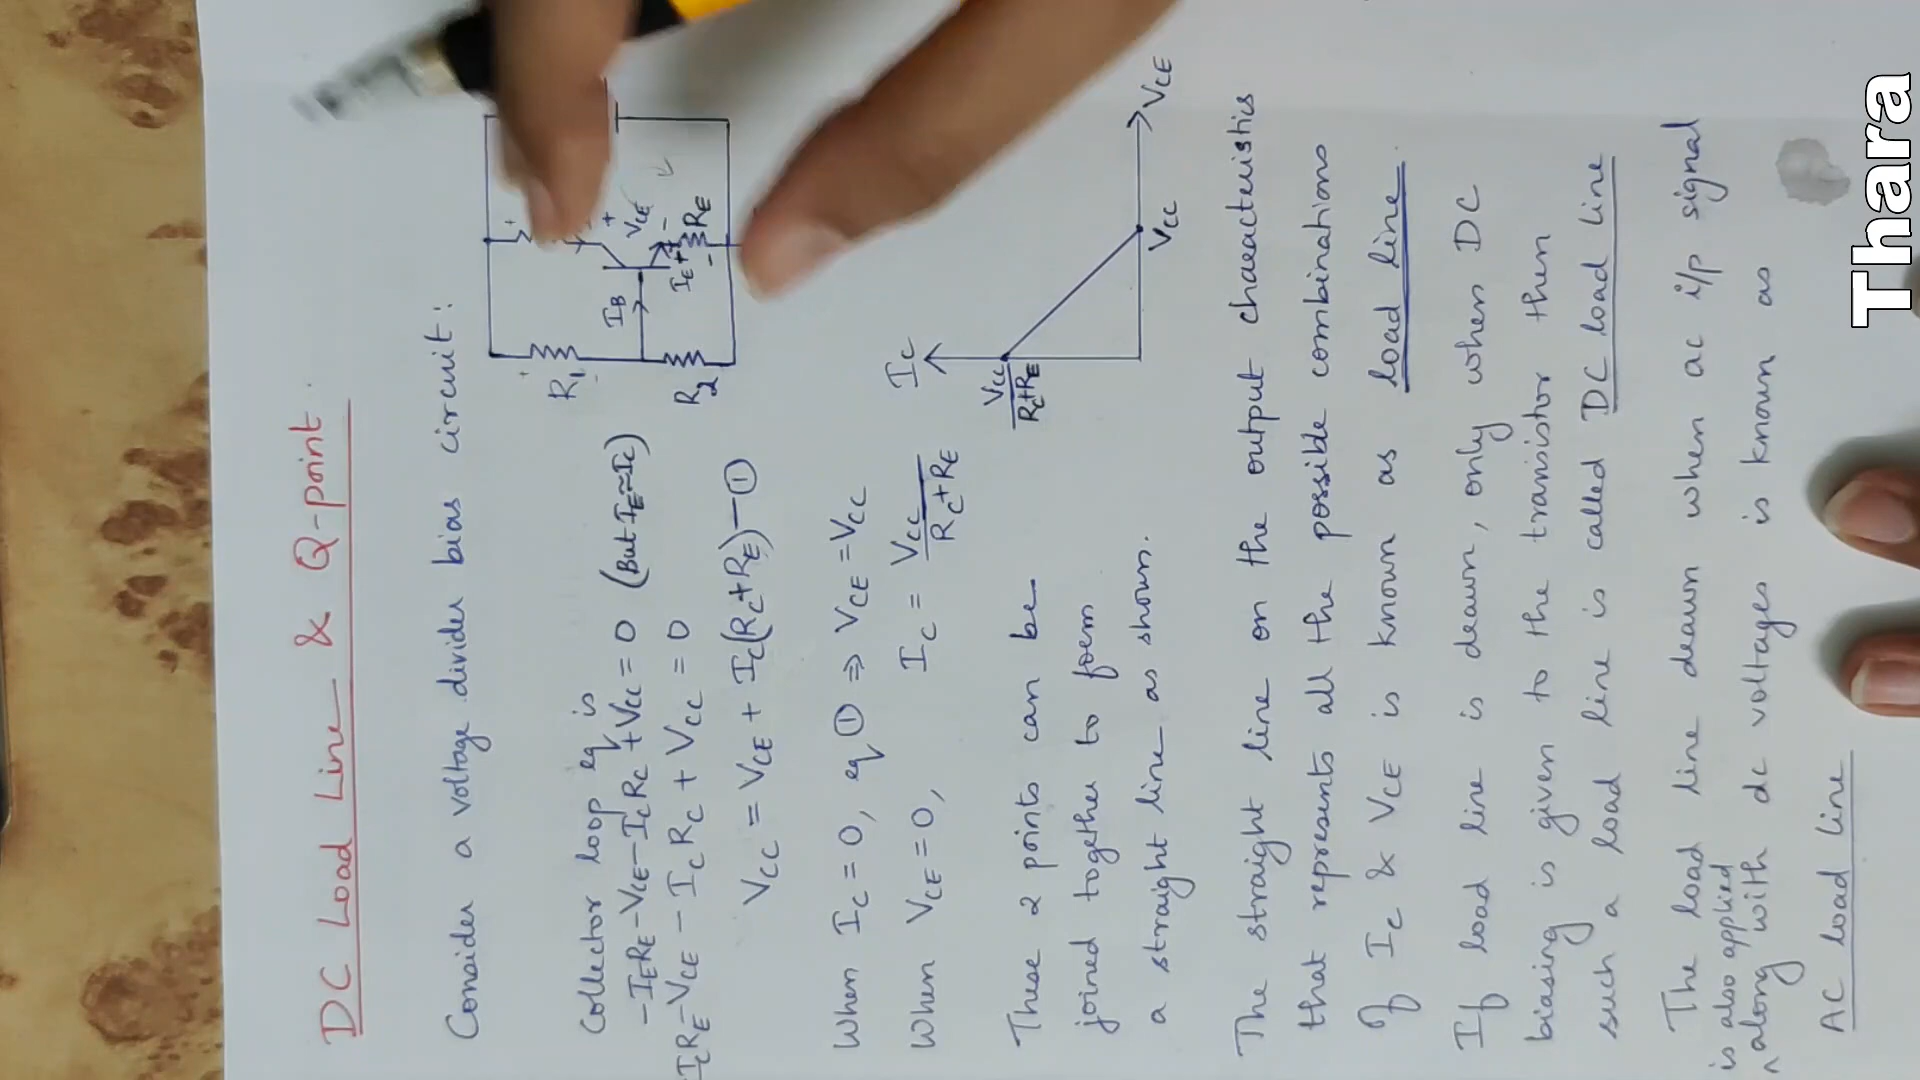 DC Load Line & Q-point.
Consider a voltage divider bias circuit:
Collector loop eq is
-IERE-VCE-ICRC+VCC=0 (But IE≈IC)
-ICRE-VCE-ICRC+VCC=0
VCC=VCE+IC(RC+RE)-①
When IC=0, eq ①⇒ VCE=VCC
When VCE=0, IC=VCC/RC+RE
These 2 points can be
joined together to form
a straight line as shown.
R1
R2
IB
VCE
IE
RE
+
-
IC
VCC/RC+RE
VCC
VCE
The straight line on the output characteristics
that represents all the possible combinations
of IC & VCE is known as load line
If load line is drawn, only when DC
biasing is given to the transistor then
such a load line is called DC load line
The load line drawn when ac i/p signal
is also applied
^along with dc voltages is known as
AC load line
Thara